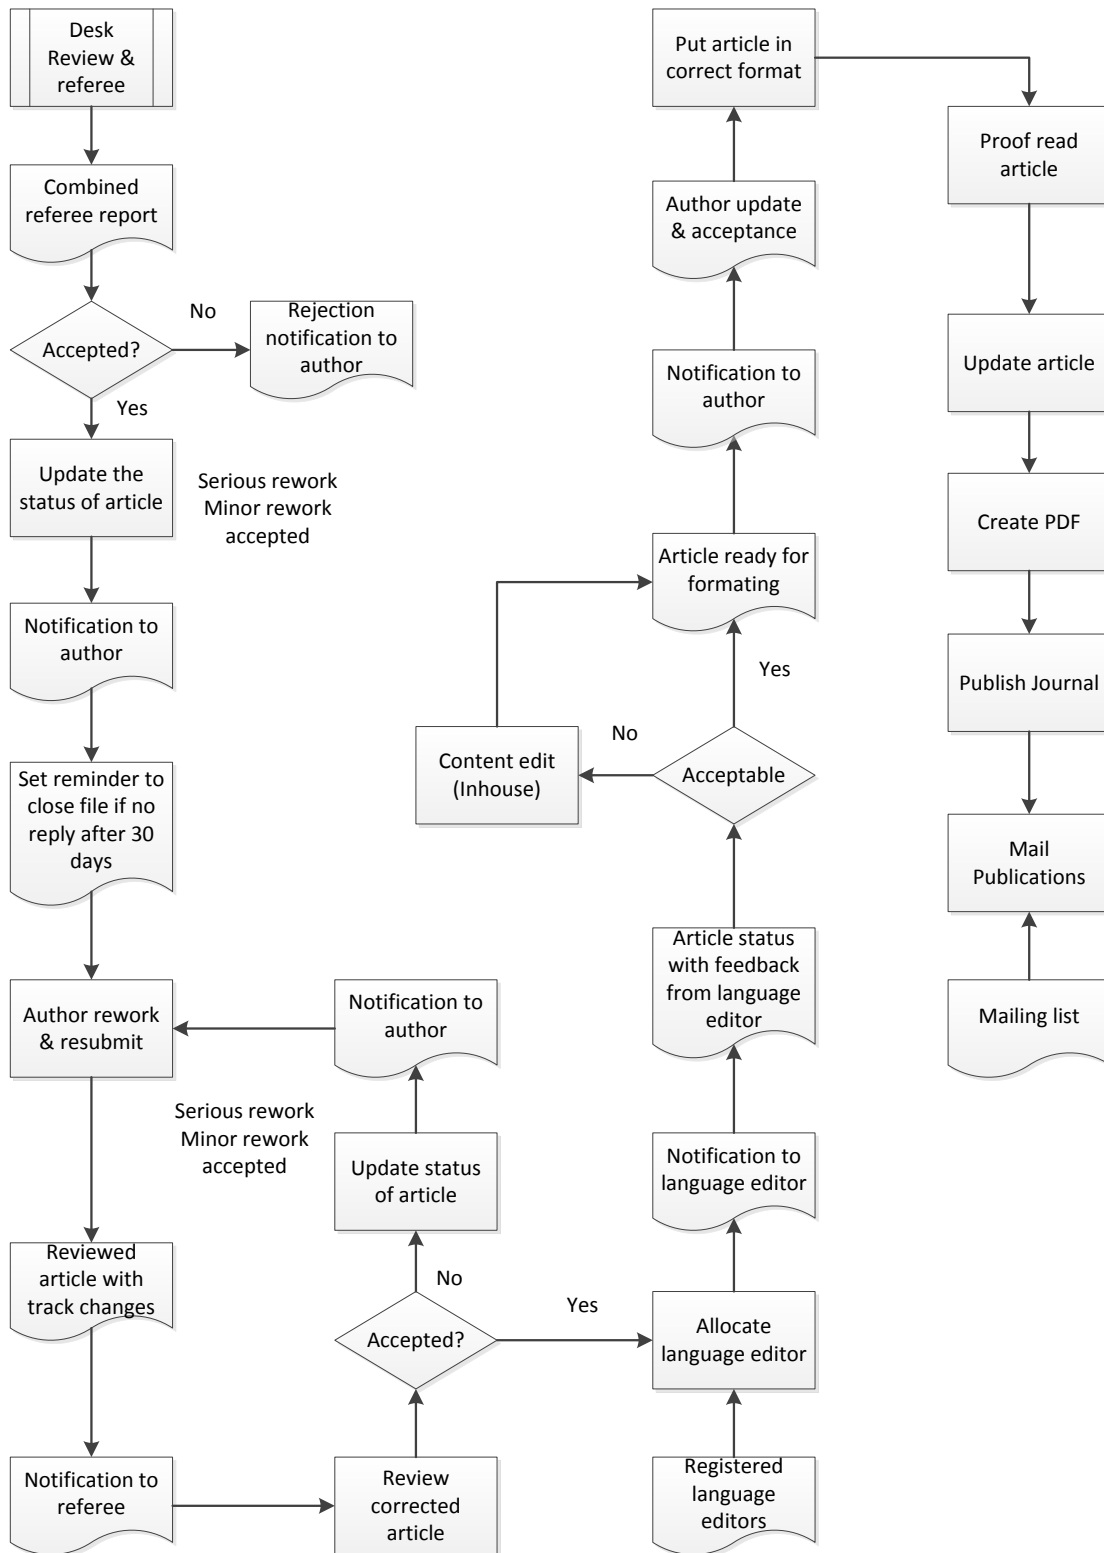 Desk
Review &
referee
Combined
referee report
Accepted?
No
Rejection
notification to
author
Yes
Update the
status of article
Serious rework
Minor rework
accepted
Notification to
author
Set reminder to
close file if no
reply after 30
days
Author rework
& resubmit
Notification to
author
Serious rework
Minor rework
accepted
Update status
of article
Reviewed
article with
track changes
No
Accepted?
Yes
Notification to
referee
Review
corrected
article
Put article in
correct format
Author update
& acceptance
Notification to
author
Article ready for
formating
Yes
No
Content edit
(Inhouse)
Acceptable
Article status
with feedback
from language
editor
Notification to
language editor
Allocate
language editor
Registered
language
editors
Proof read
article
Update article
Create PDF
Publish Journal
Mail
Publications
Mailing list